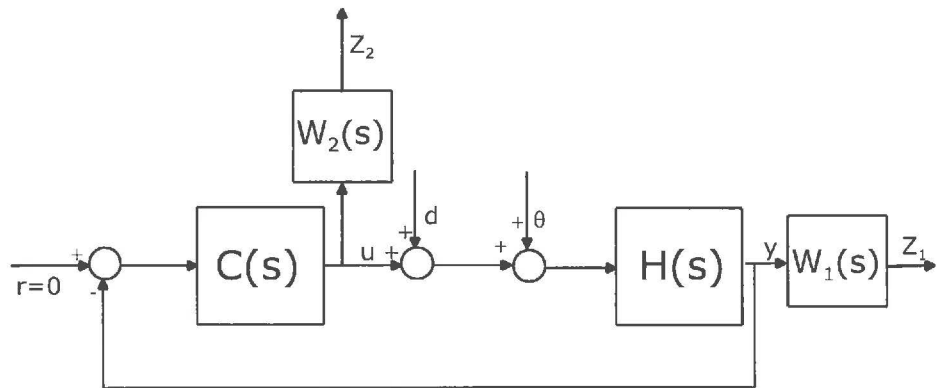 Z₂
W₂(s)
d
θ
+ + + + + +
C(s)
u
H(s)
y
W₁(s)
Z₁
r=0
-